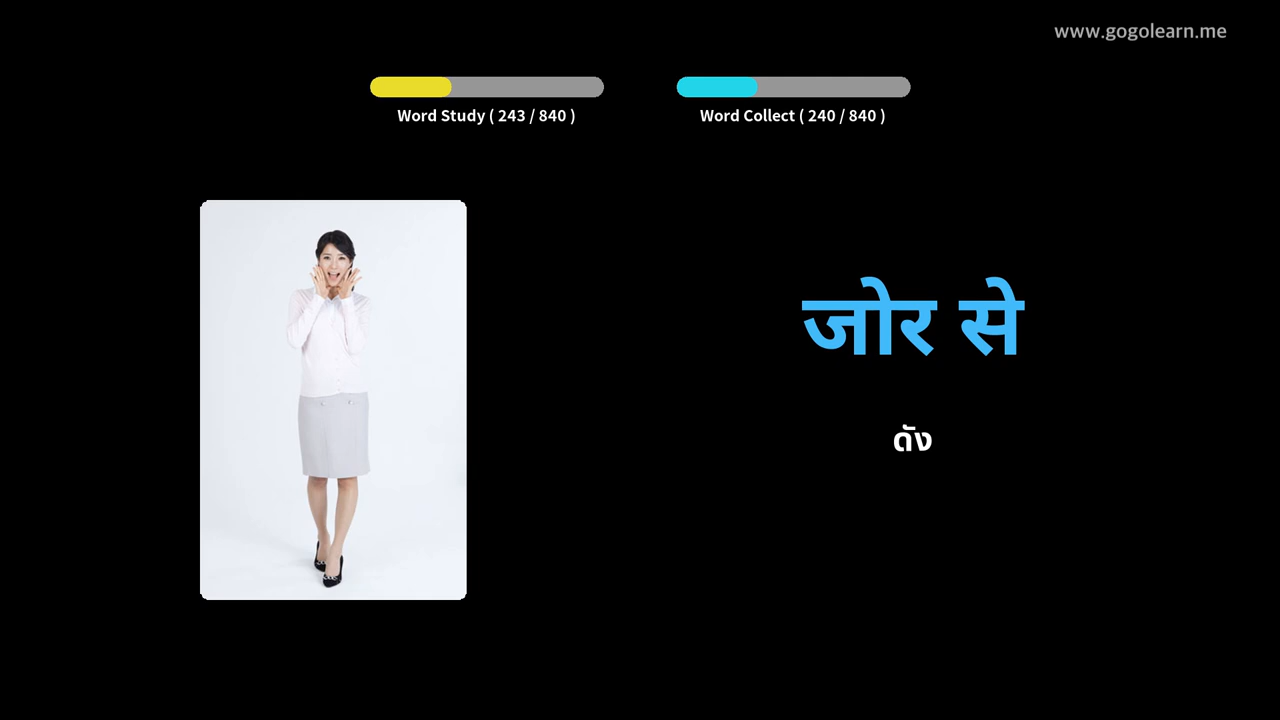 www.gogolearn.me
Word Study ( 243 / 840 )
Word Collect ( 240 / 840 )
जोर से
ดัง